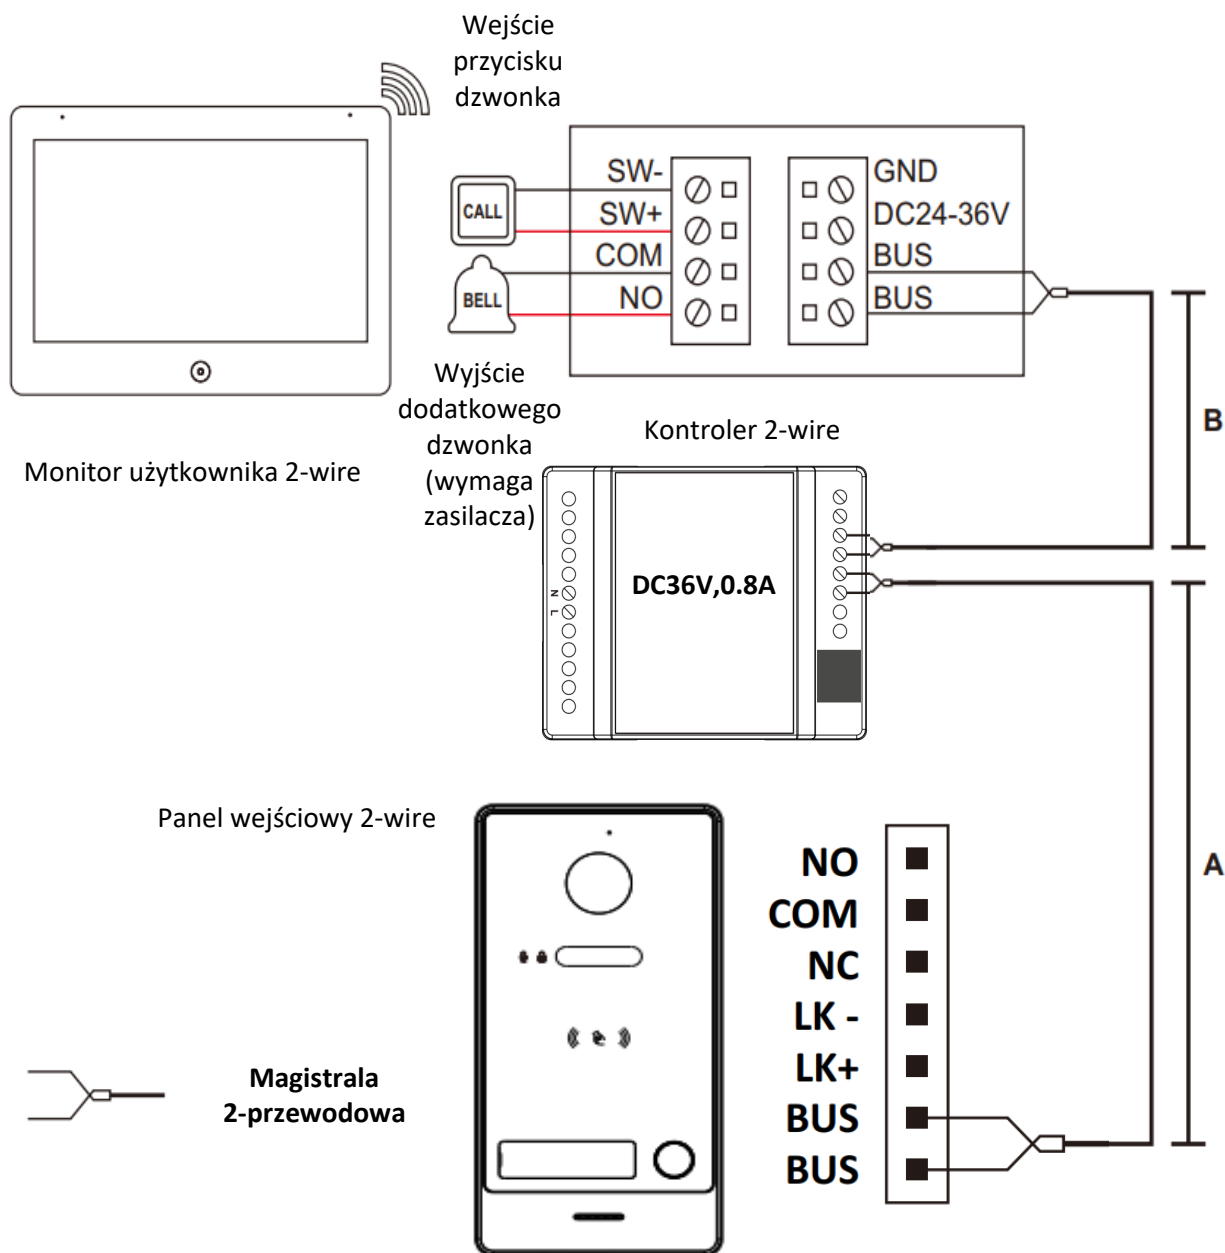 Wejście
przycisku
dzwonka
SW-
SW+
COM
NO
CALL
BELL
GND
DC24-36V
BUS
BUS
Wyjście
dodatkowego
dzwonka
(wymaga
zasilacza)
Monitor użytkownika 2-wire
Kontroler 2-wire
B
N
L
DC36V,0.8A
Panel wejściowy 2-wire
A
NO
COM
NC
LK -
LK+
BUS
BUS
Magistrala
2-przewodowa